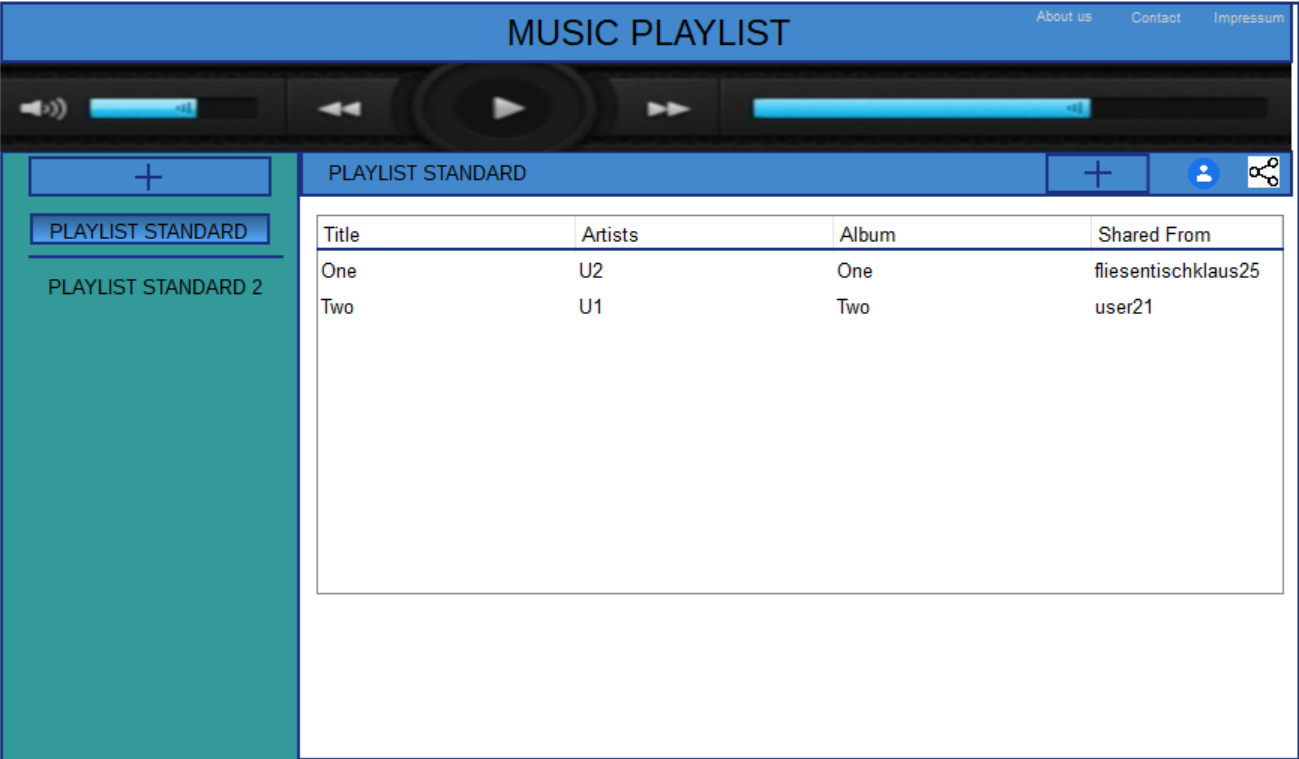 MUSIC PLAYLIST
About us Contact Impressum
PLAYLIST STANDARD
PLAYLIST STANDARD
PLAYLIST STANDARD 2
Title Artists Album Shared From
One U2 One fliesentischklaus25
Two U1 Two user21